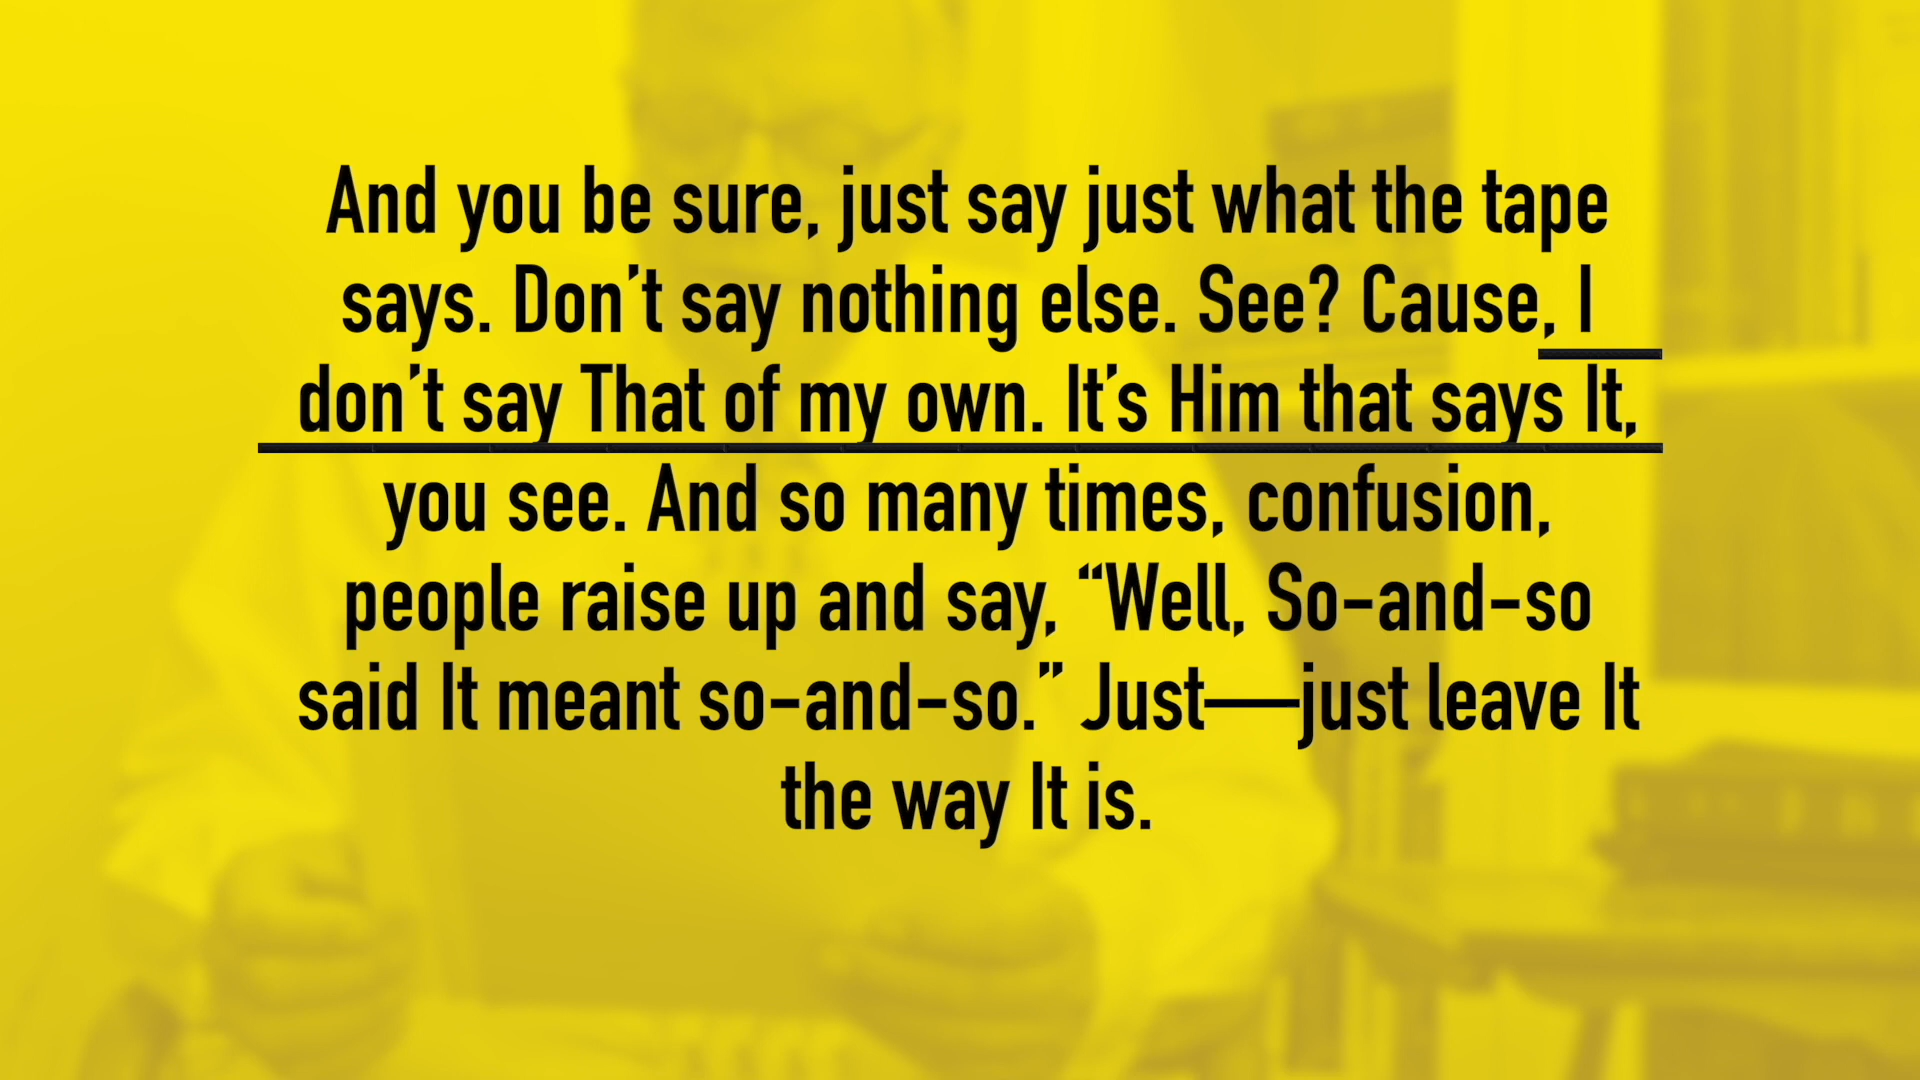 And you be sure, just say just what the tape
says. Don’t say nothing else. See? Cause, I
don’t say That of my own. It’s Him that says It,
you see. And so many times, confusion,
people raise up and say, “Well, So-and-so
said It meant so-and-so.” Just—just leave It
the way It is.